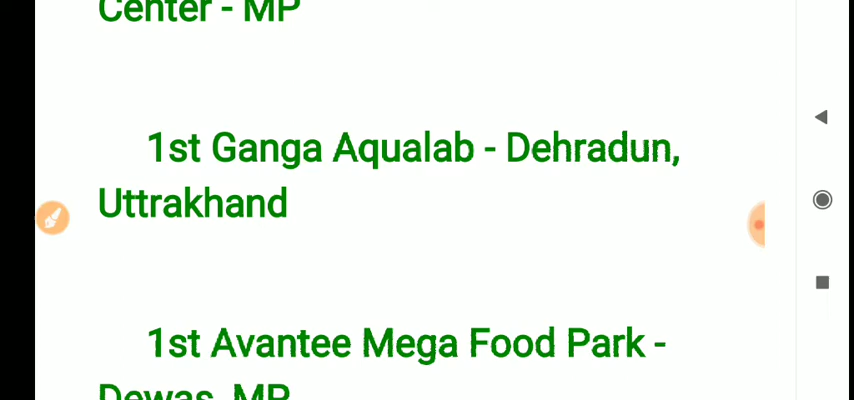 Center - MP
1st Ganga Aqualab - Dehradun,
Uttrakhand
1st Avantee Mega Food Park -
Dewas, MP